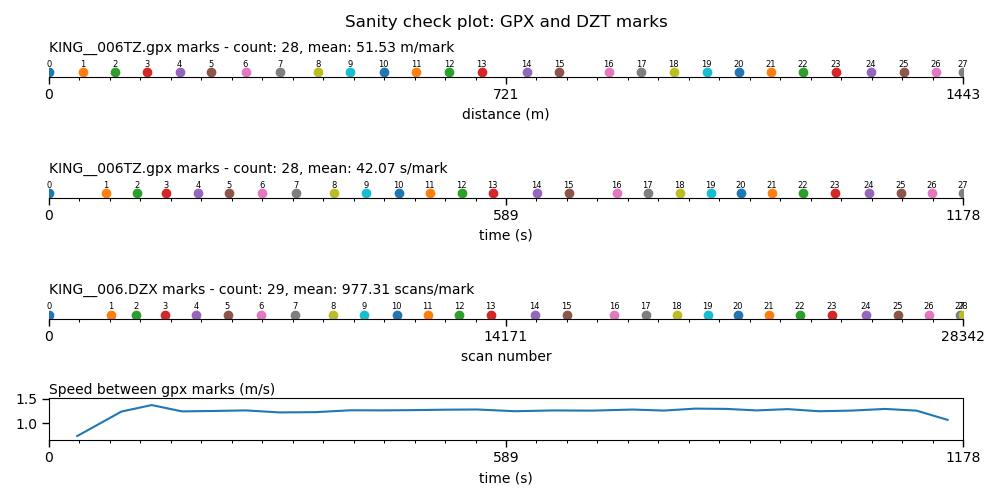 Sanity check plot: GPX and DZT marks
KING__006TZ.gpx marks - count: 28, mean: 51.53 m/mark
0 1 2 3 4 5 6 7 8 9 10 11 12 13 14 15 16 17 18 19 20 21 22 23 24 25 26 27
0 721 1443
distance (m)
KING__006TZ.gpx marks - count: 28, mean: 42.07 s/mark
0 1 2 3 4 5 6 7 8 9 10 11 12 13 14 15 16 17 18 19 20 21 22 23 24 25 26 27
0 589 1178
time (s)
KING__006.DZX marks - count: 29, mean: 977.31 scans/mark
0 1 2 3 4 5 6 7 8 9 10 11 12 13 14 15 16 17 18 19 20 21 22 23 24 25 26 27 28
0 14171 28342
scan number
Speed between gpx marks (m/s)
1.5
1.0
0 589 1178
time (s)